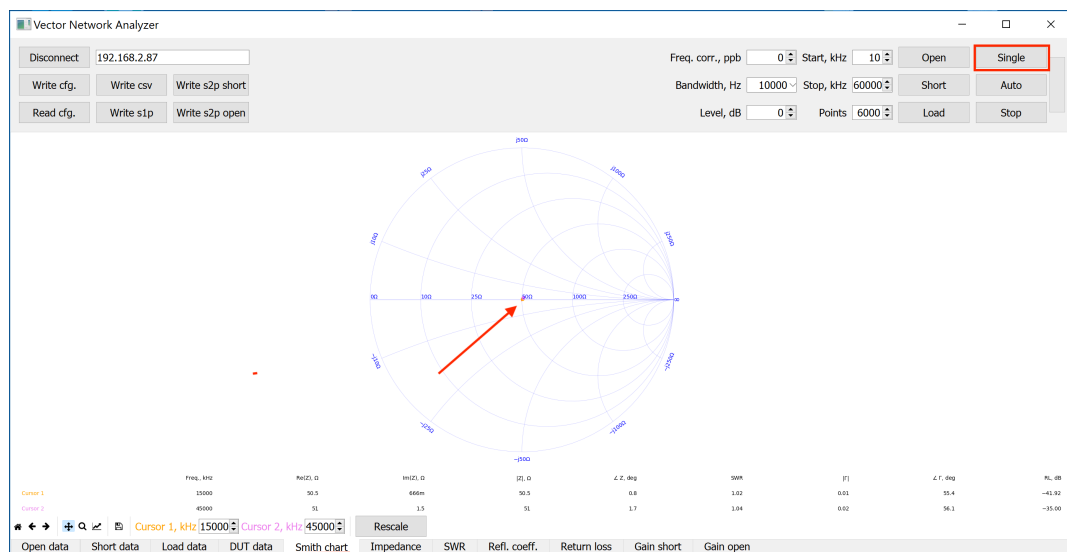 Vector Network Analyzer
Disconnect 192.168.2.87 Freq. corr., ppb 0 Start, kHz 10 Open Single
Write cfg. Write csv Write s2p short Bandwidth, Hz 10000 Stop, kHz 60000 Short Auto
Read cfg. Write s1p Write s2p open Level, dB 0 Points 6000 Load Stop
j50Ω
j25Ω j100Ω
j10Ω j250Ω
0Ω 10Ω 25Ω 50Ω 100Ω 250Ω ∞
−j10Ω −j250Ω
−j25Ω −j100Ω
−j50Ω
Freq., kHz Re(Z), Ω Im(Z), Ω |Z|, Ω ∠ Z, deg SWR |Γ| ∠ Γ, deg RL, dB
Cursor 1 15000 50.5 666m 50.5 0.8 1.02 0.01 55.4 −41.92
Cursor 2 45000 51 1.5 51 1.7 1.04 0.02 56.1 −35.00
Cursor 1, kHz 15000 Cursor 2, kHz 45000 Rescale
Open data Short data Load data DUT data Smith chart Impedance SWR Refl. coeff. Return loss Gain short Gain open